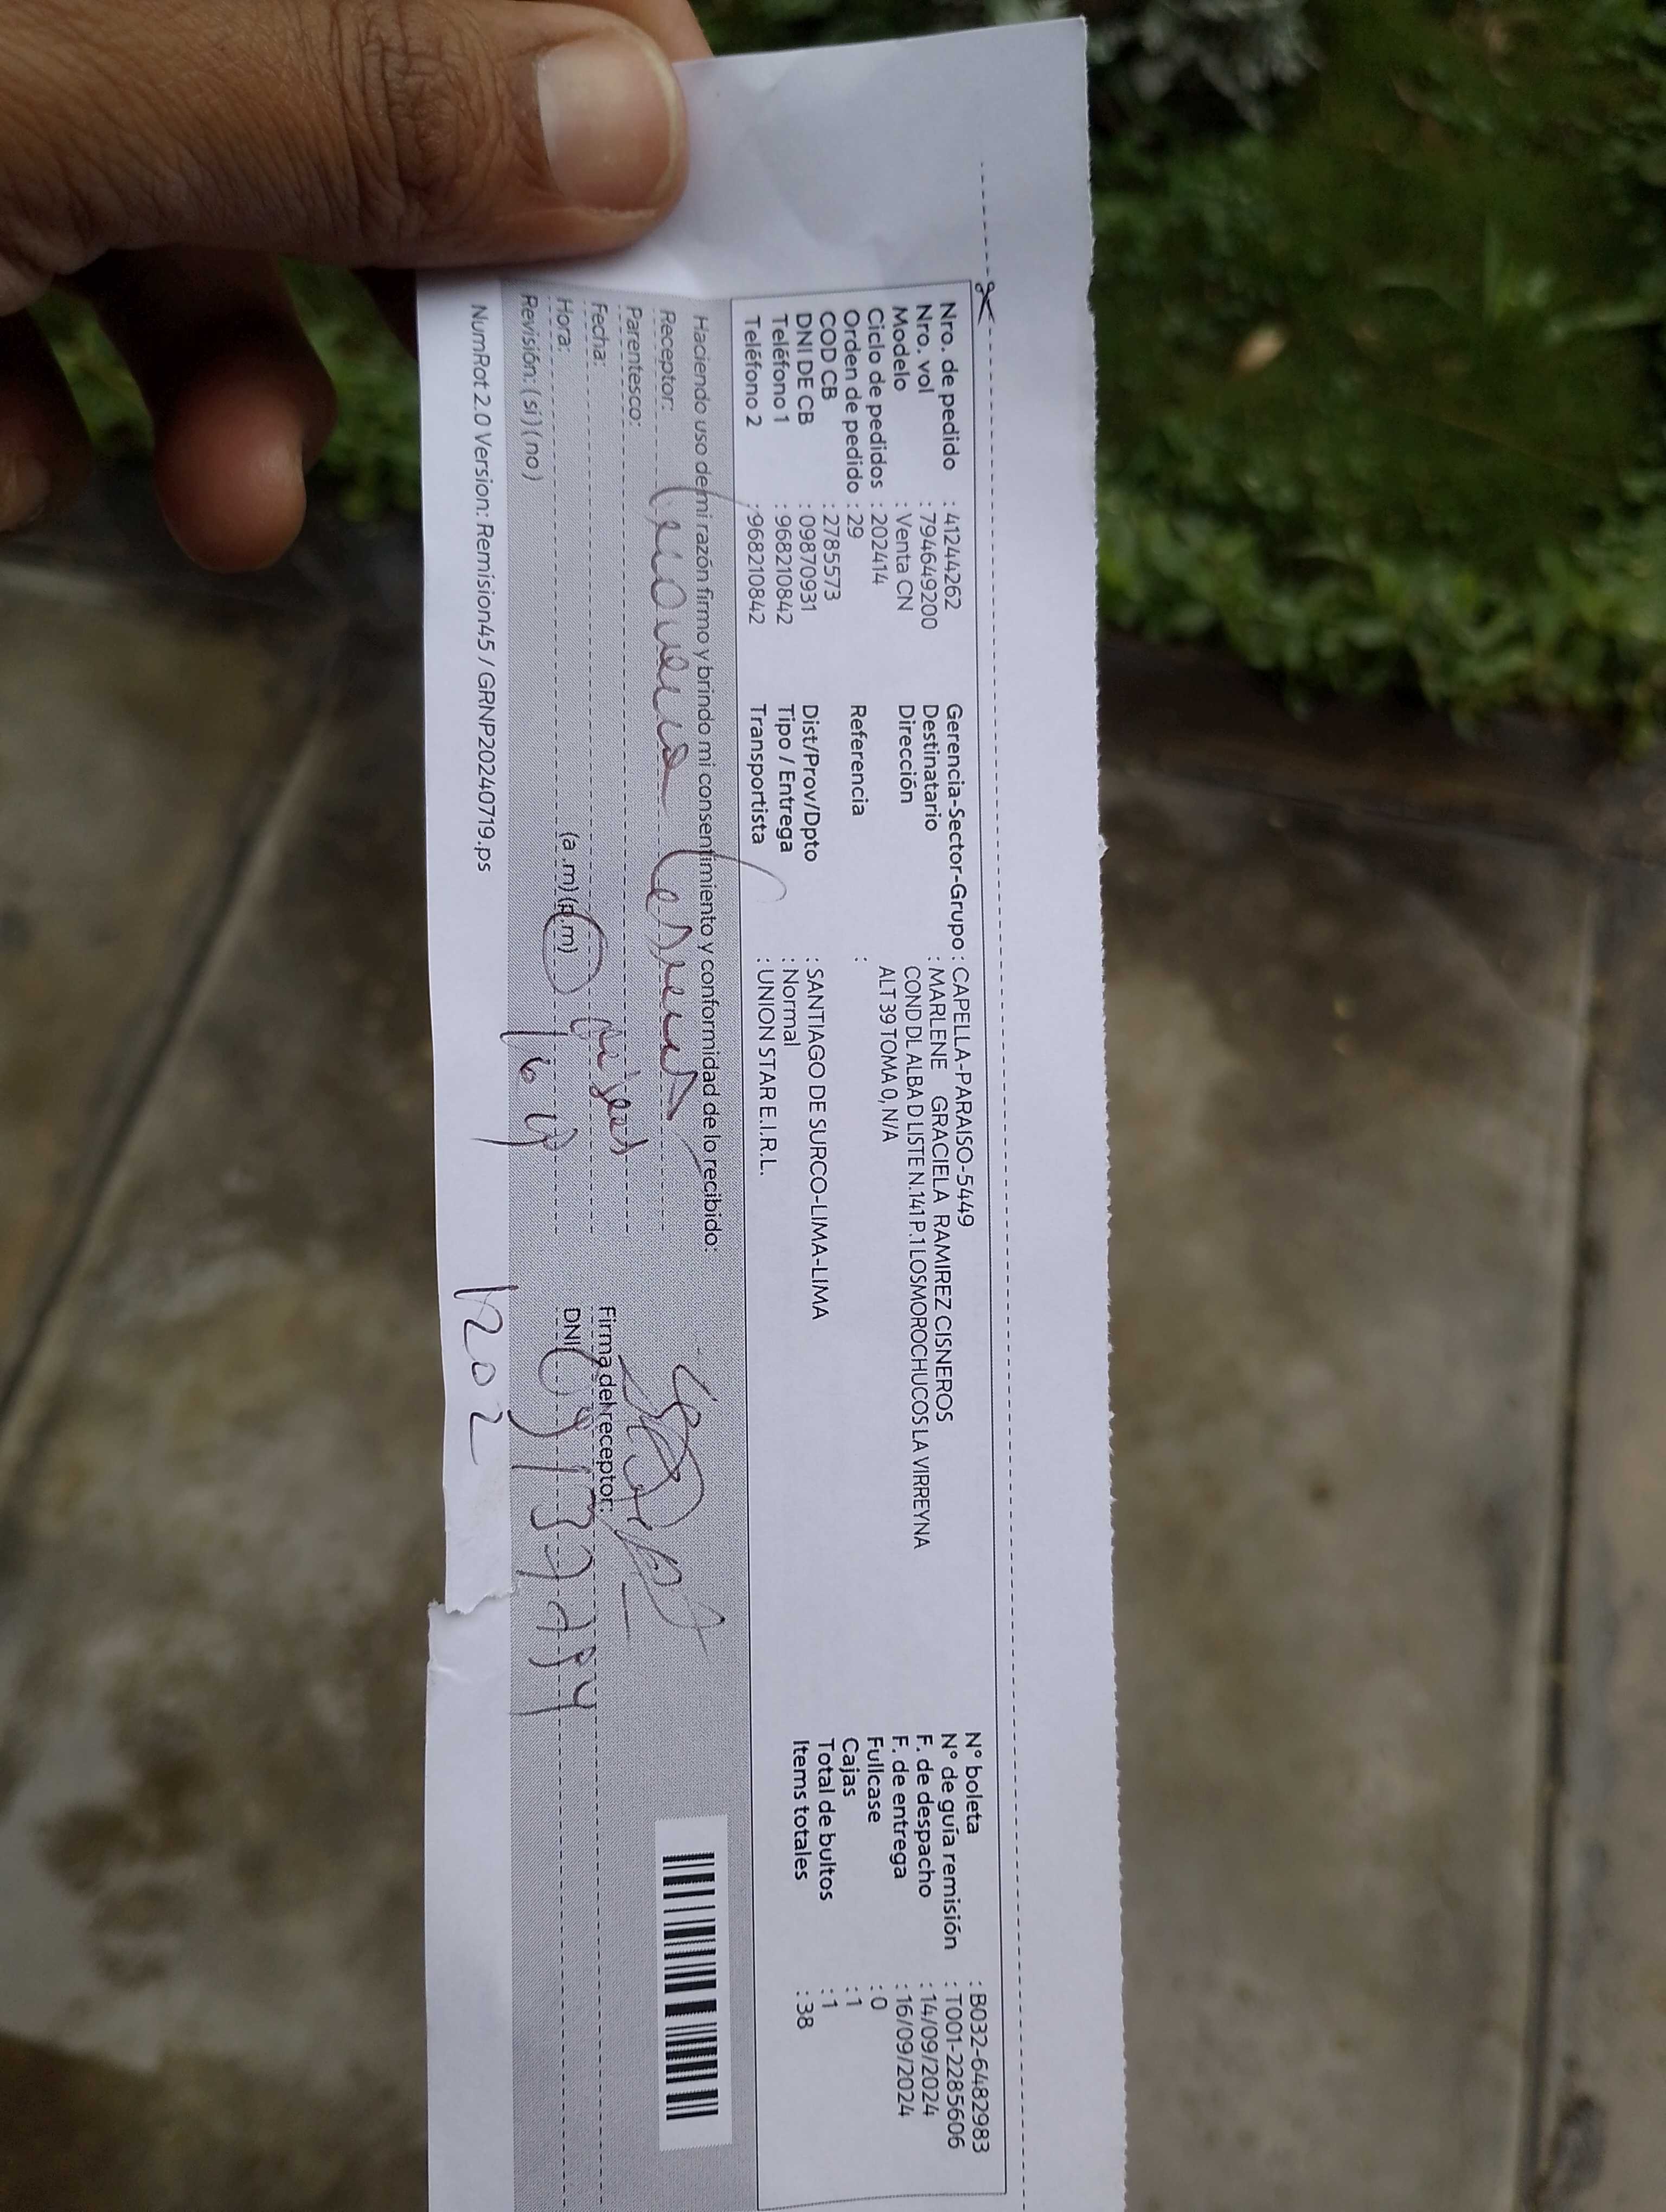 Nro. de pedido : 41244262
Nro. vol : 794649200
Modelo : Venta CN
Ciclo de pedidos : 202414
Orden de pedido : 29
COD CB : 2785573
DNI DE CB : 09870931
Teléfono 1 : 968210842
Teléfono 2 : 968210842
Gerencia-Sector-Grupo : CAPELLA-PARAISO-5449
Destinatario : MARLENE GRACIELA RAMIREZ CISNEROS
Dirección COND DL ALBA D LISTE N.141 P.1 LOSMOROCHUCOS LA VIRREYNA
ALT 39 TOMA 0, N/A
Referencia :
Dist/Prov/Dpto : SANTIAGO DE SURCO-LIMA-LIMA
Tipo / Entrega : Normal
Transportista : UNION STAR E.I.R.L.
N° boleta : B032-6482983
N° de guía remisión : T001-2285606
F. de despacho : 14/09/2024
F. de entrega : 16/09/2024
Fullcase : 0
Cajas : 1
Total de bultos : 1
Items totales : 38
Haciendo uso de mi razón firmo y brindo mi consentimiento y conformidad de lo recibido:
Receptor:
Parentesco:
Fecha:
Hora: (a .m) (p.m)
Revisión: ( si ) ( no )
Firma del receptor:
DNI
1202
NumRot 2.0 Version: Remision45 / GRNP20240719.ps